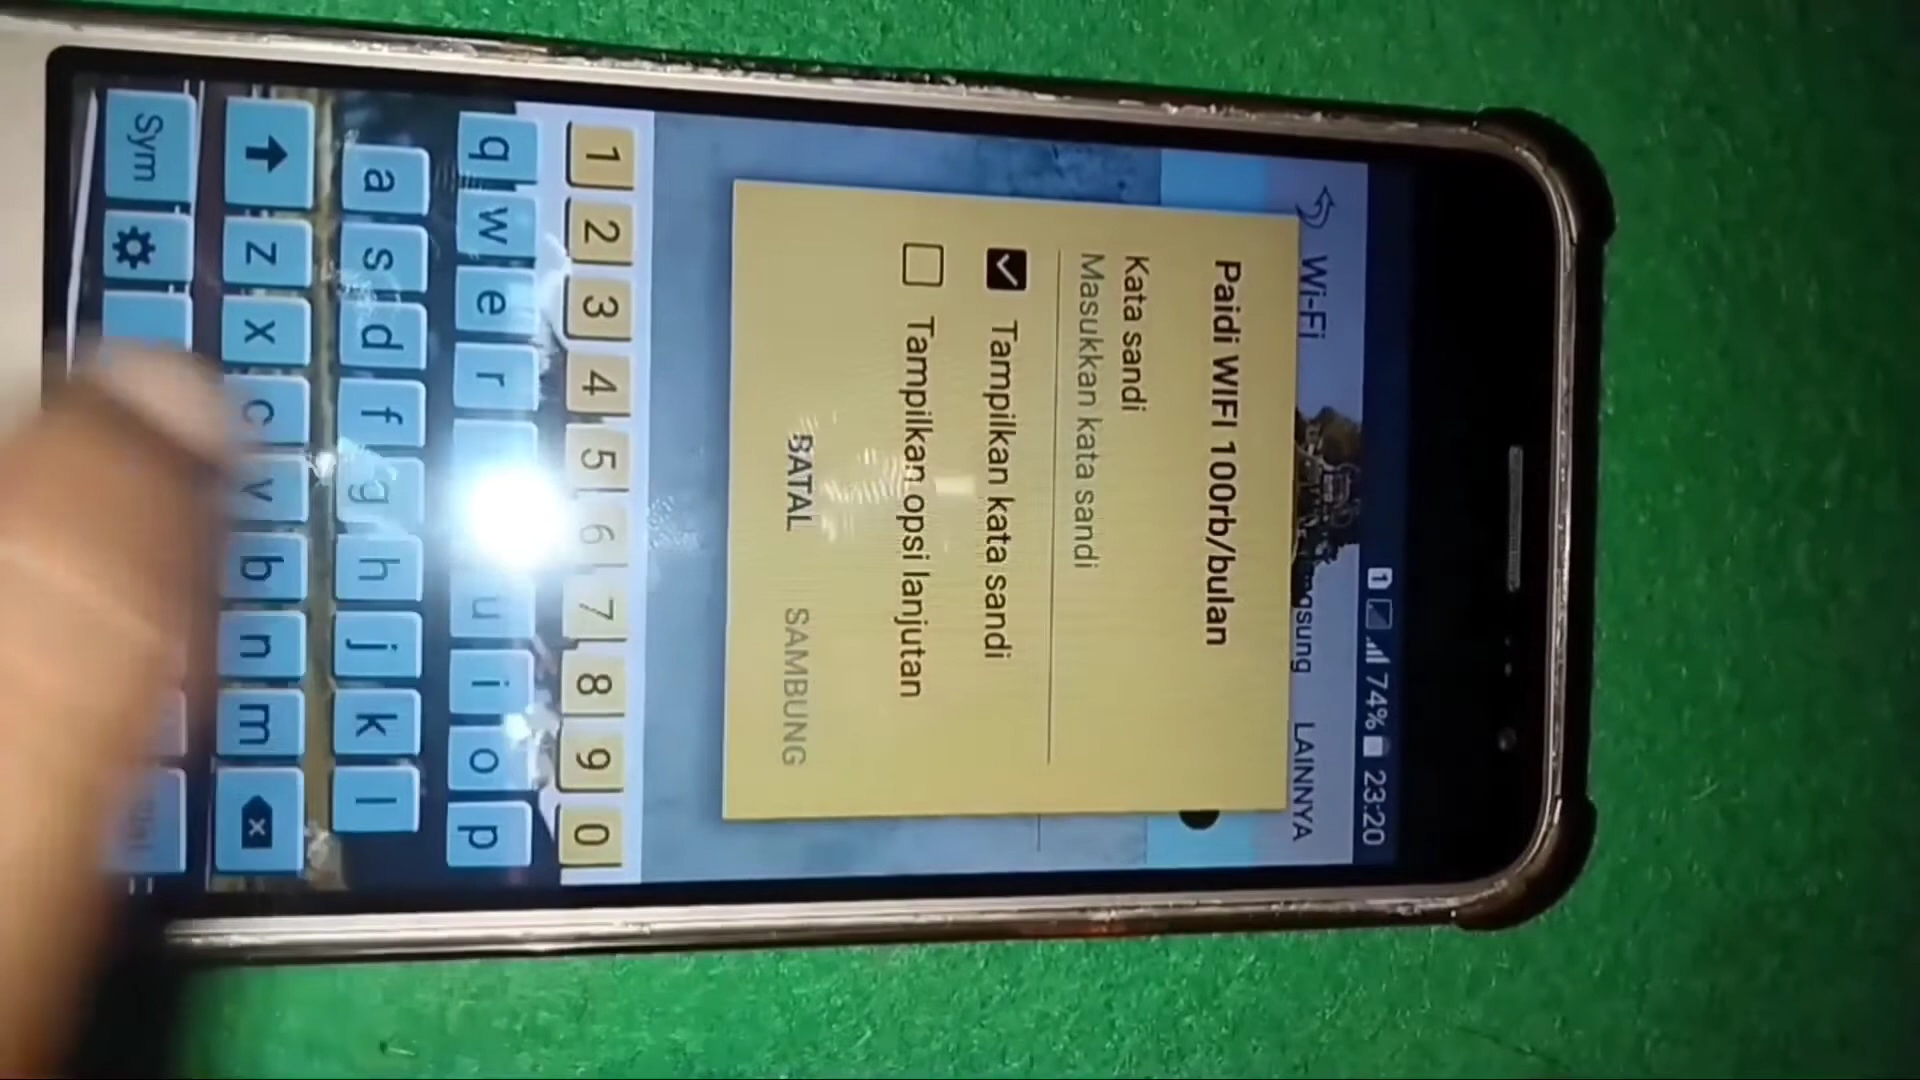 1 74% 23:20
Wi-Fi LAINNYA
Paidi WIFI 100rb/bulan
Kata sandi
Masukkan kata sandi
Tampilkan kata sandi
Tampilkan opsi lanjutan
BATAL SAMBUNG
1 2 3 4 5 6 7 8 9 0
q w e r u i o p
a s d f g h j k l
z x c v b n m
Sym